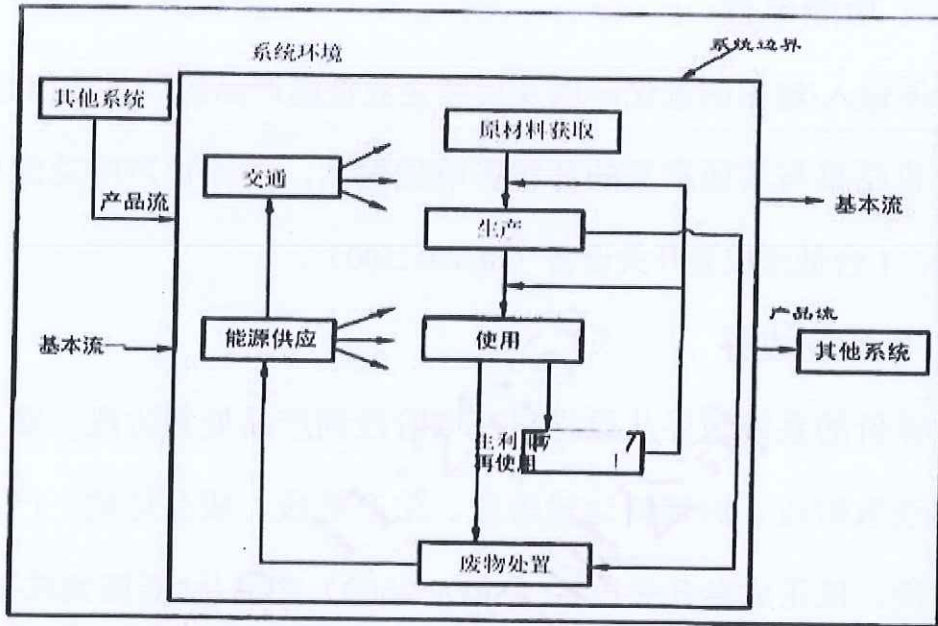 系统环境
系统边界
其他系统
原材料获取
交通
产品流
生产
基本流
产品流
能源供应
使用
其他系统
基本流
再使用
废物处置